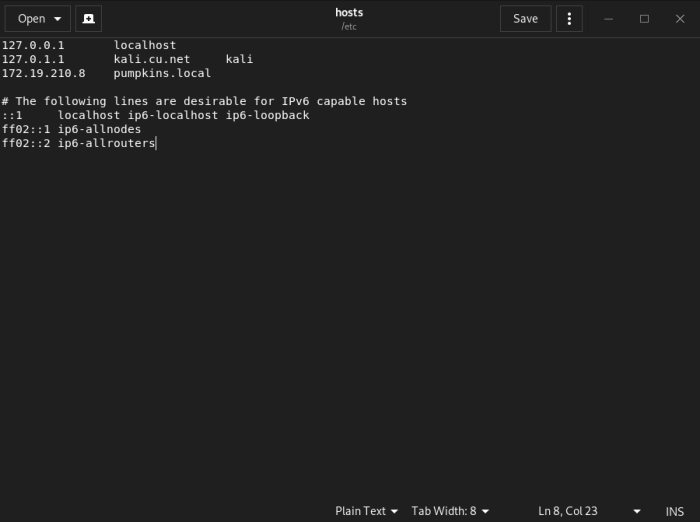 Open
hosts
/etc
Save
127.0.0.1       localhost
127.0.1.1       kali.cu.net     kali
172.19.210.8    pumpkins.local

# The following lines are desirable for IPv6 capable hosts
::1     localhost ip6-localhost ip6-loopback
ff02::1 ip6-allnodes
ff02::2 ip6-allrouters
Plain Text   Tab Width: 8   Ln 8, Col 23   INS